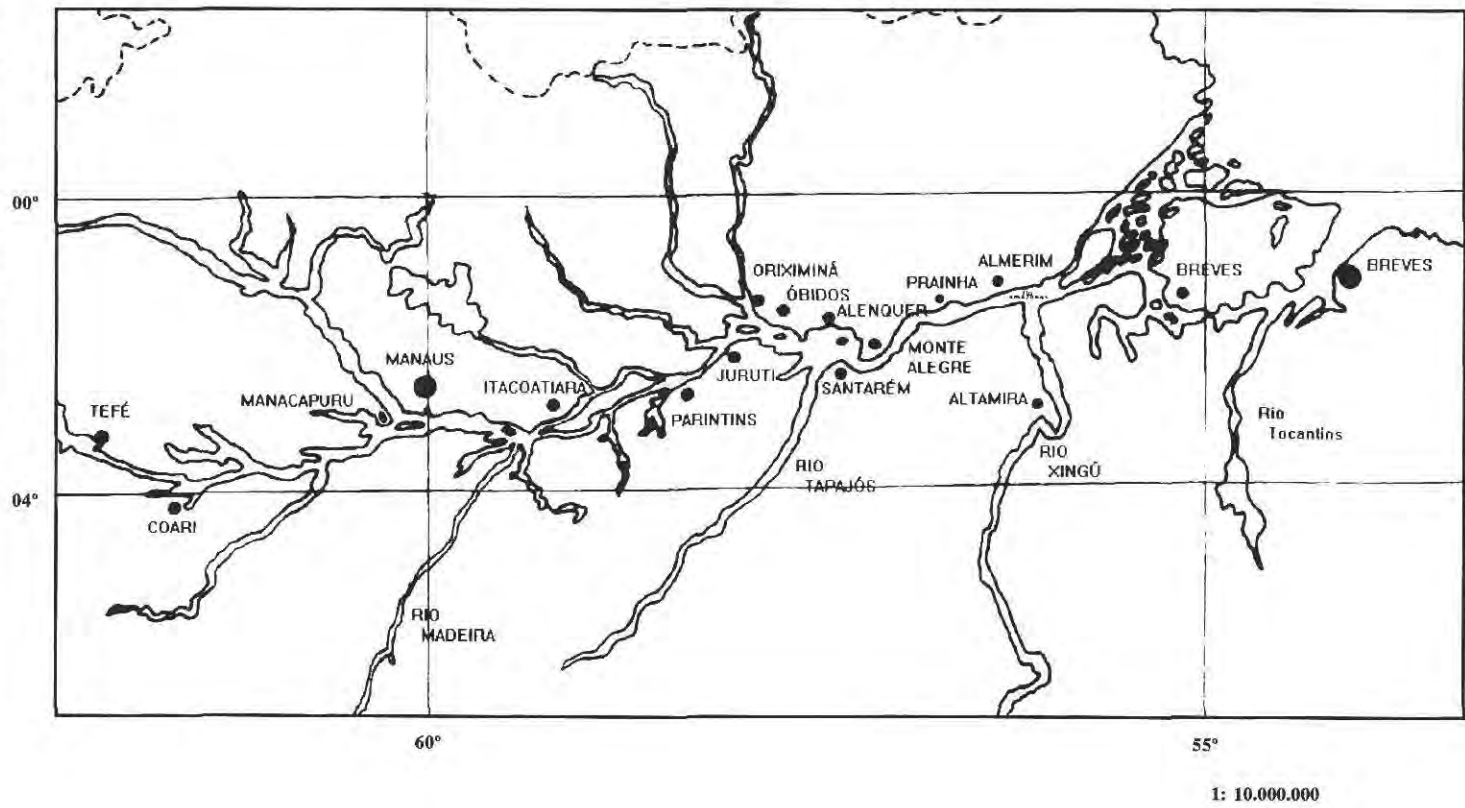 00°
04°
60°
55°
1: 10.000.000
ORIXIMINÁ
ÓBIDOS
ALENQUER
PRAINHA
ALMERIM
BREVES
BREVES
MONTE
ALEGRE
SANTARÉM
JURUTI
PARINTINS
ITACOATIARA
MANAUS
MANACAPURU
TEFÉ
COARI
ALTAMIRA
RIO
MADEIRA
RIO
TAPAJÓS
RIO
XINGÚ
Rio
Tocantins